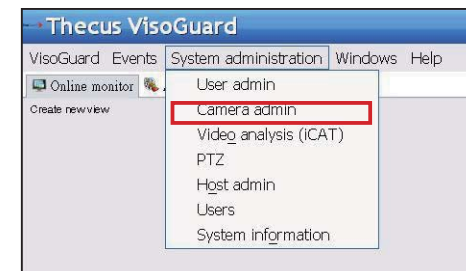 Thecus VisoGuard
VisoGuard Events System administration Windows Help
Online monitor
User admin
Create new view
Camera admin
Video analysis (iCAT)
PTZ
Host admin
Users
System information